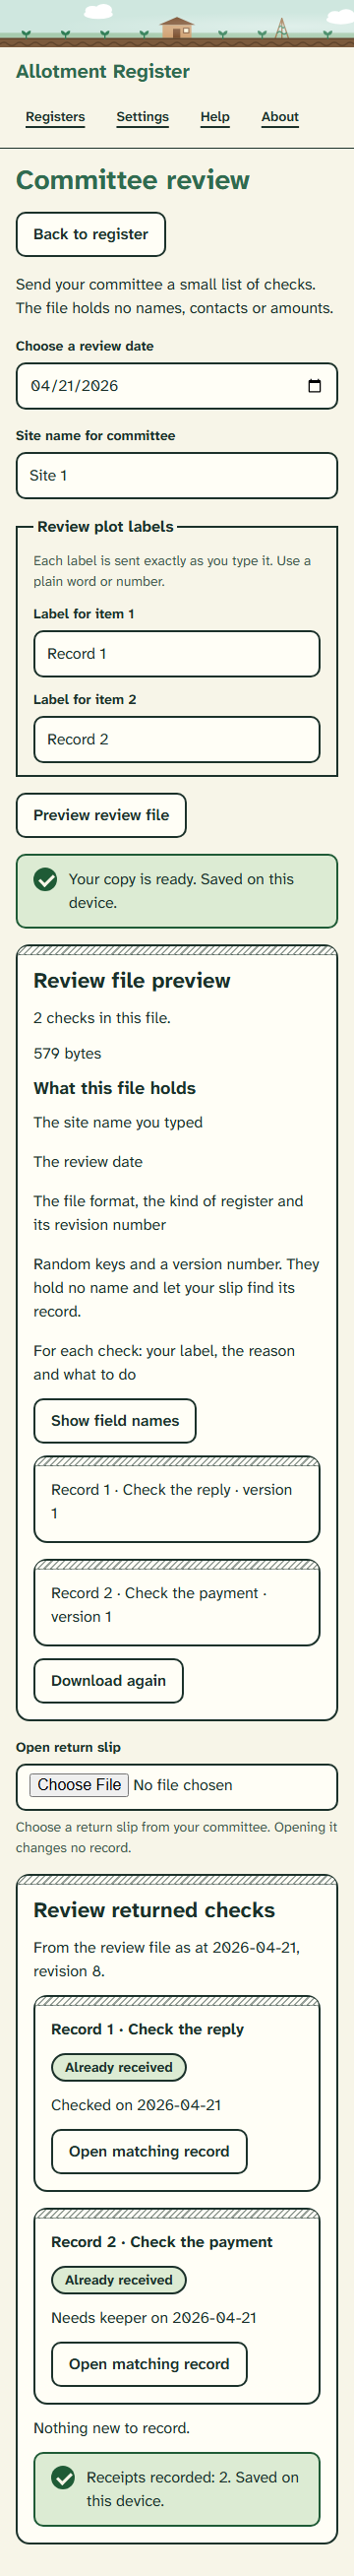 Allotment Register
Registers Settings Help About
Committee review
Back to register
Send your committee a small list of checks.
The file holds no names, contacts or amounts.
Choose a review date
04/21/2026
Site name for committee
Site 1
Review plot labels
Each label is sent exactly as you type it. Use a
plain word or number.
Label for item 1
Record 1
Label for item 2
Record 2
Preview review file
Your copy is ready. Saved on this
device.
Review file preview
2 checks in this file.
579 bytes
What this file holds
The site name you typed
The review date
The file format, the kind of register and
its revision number
Random keys and a version number. They
hold no name and let your slip find its
record.
For each check: your label, the reason
and what to do
Show field names
Record 1 · Check the reply · version
1
Record 2 · Check the payment ·
version 1
Download again
Open return slip
Choose File No file chosen
Choose a return slip from your committee. Opening it
changes no record.
Review returned checks
From the review file as at 2026-04-21,
revision 8.
Record 1 · Check the reply
Already received
Checked on 2026-04-21
Open matching record
Record 2 · Check the payment
Already received
Needs keeper on 2026-04-21
Open matching record
Nothing new to record.
Receipts recorded: 2. Saved on
this device.